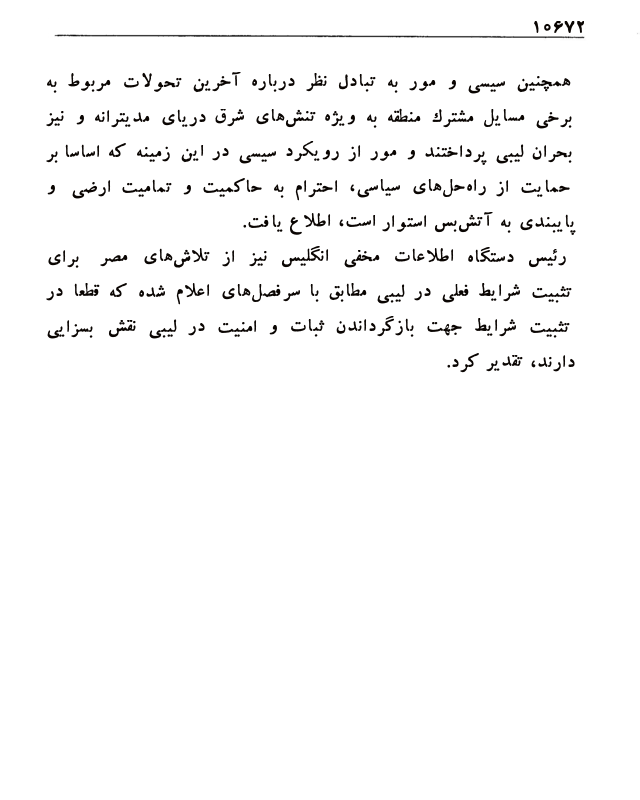 ۱۰۶۷۲
همچنین سیسی و مور به تبادل نظر درباره آخرین تحولات مربوط به
برخی مسایل مشترك منطقه به ویژه تنش‌های شرق دریای مدیترانه و نیز
بحران لیبی پرداختند و مور از رویکرد سیسی در این زمینه که اساسا بر
حمایت از راه‌حل‌های سیاسی، احترام به حاکمیت و تمامیت ارضی و
پایبندی به آتش‌بس استوار است، اطلاع یافت.
رئیس دستگاه اطلاعات مخفی انگلیس نیز از تلاش‌های مصر برای
تثبیت شرایط فعلی در لیبی مطابق با سرفصل‌های اعلام شده که قطعا در
تثبیت شرایط جهت بازگرداندن ثبات و امنیت در لیبی نقش بسزایی
دارند، تقدیر کرد.